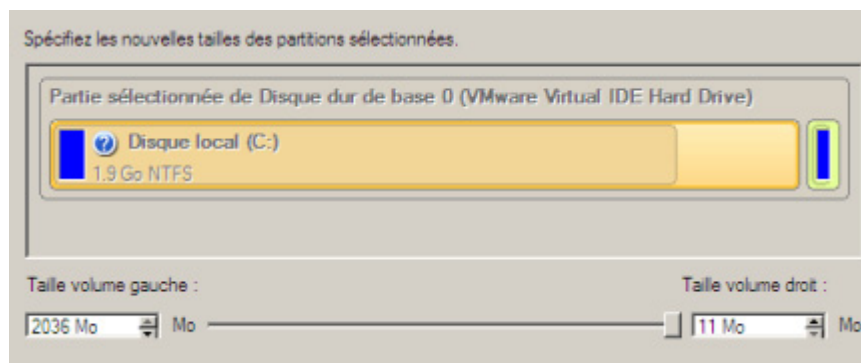 Spécifiez les nouvelles tailles des partitions sélectionnées.
Partie sélectionnée de Disque dur de base 0 (VMware Virtual IDE Hard Drive)
Disque local (C:)
1.9 Go NTFS
Taille volume gauche : Taille volume droit :
2036 Mo Mo 11 Mo Mo